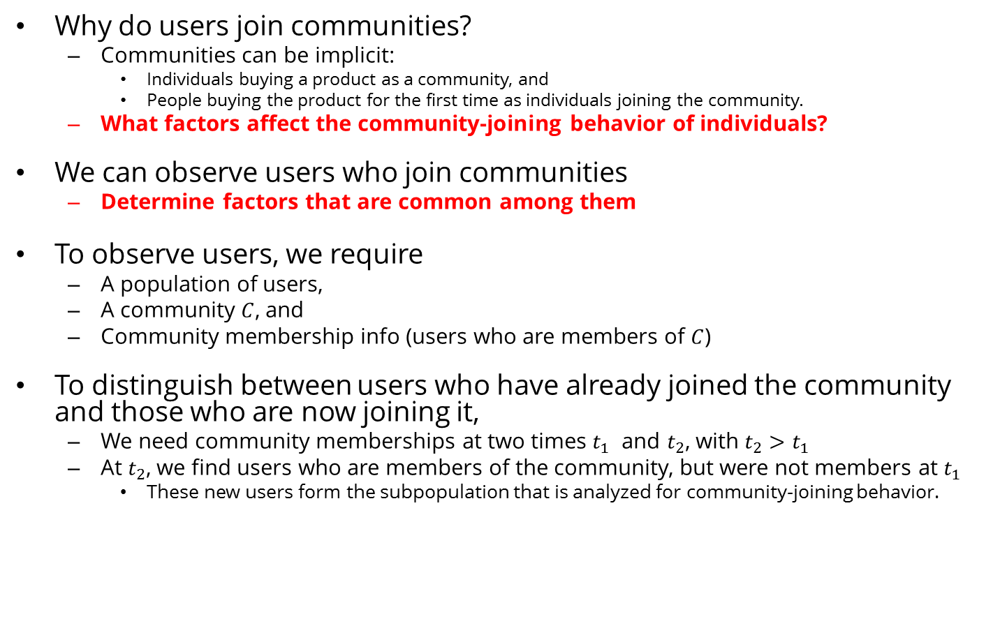 • Why do users join communities?
– Communities can be implicit:
• Individuals buying a product as a community, and
• People buying the product for the first time as individuals joining the community.
– What factors affect the community-joining behavior of individuals?
• We can observe users who join communities
– Determine factors that are common among them
• To observe users, we require
– A population of users,
– A community C, and
– Community membership info (users who are members of C)
• To distinguish between users who have already joined the community
and those who are now joining it,
– We need community memberships at two times t₁ and t₂, with t₂ > t₁
– At t₂, we find users who are members of the community, but were not members at t₁
• These new users form the subpopulation that is analyzed for community-joining behavior.